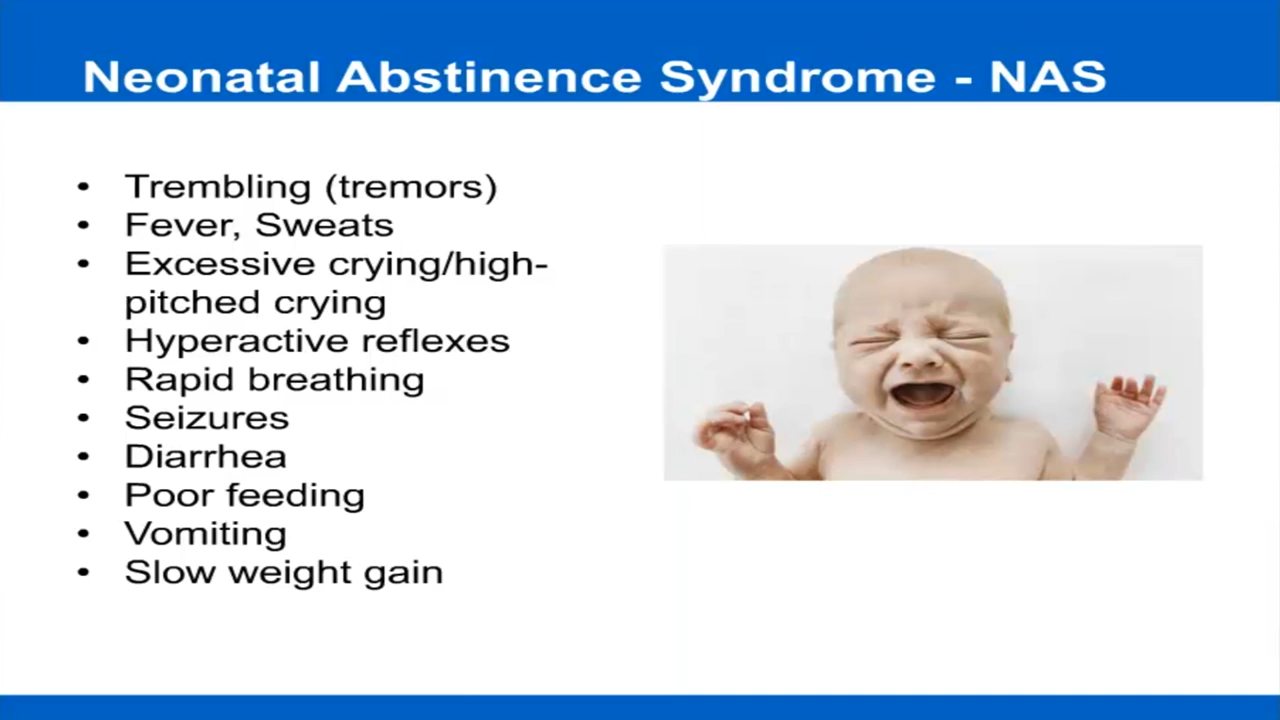 Neonatal Abstinence Syndrome - NAS
• Trembling (tremors)
• Fever, Sweats
• Excessive crying/high-
pitched crying
• Hyperactive reflexes
• Rapid breathing
• Seizures
• Diarrhea
• Poor feeding
• Vomiting
• Slow weight gain